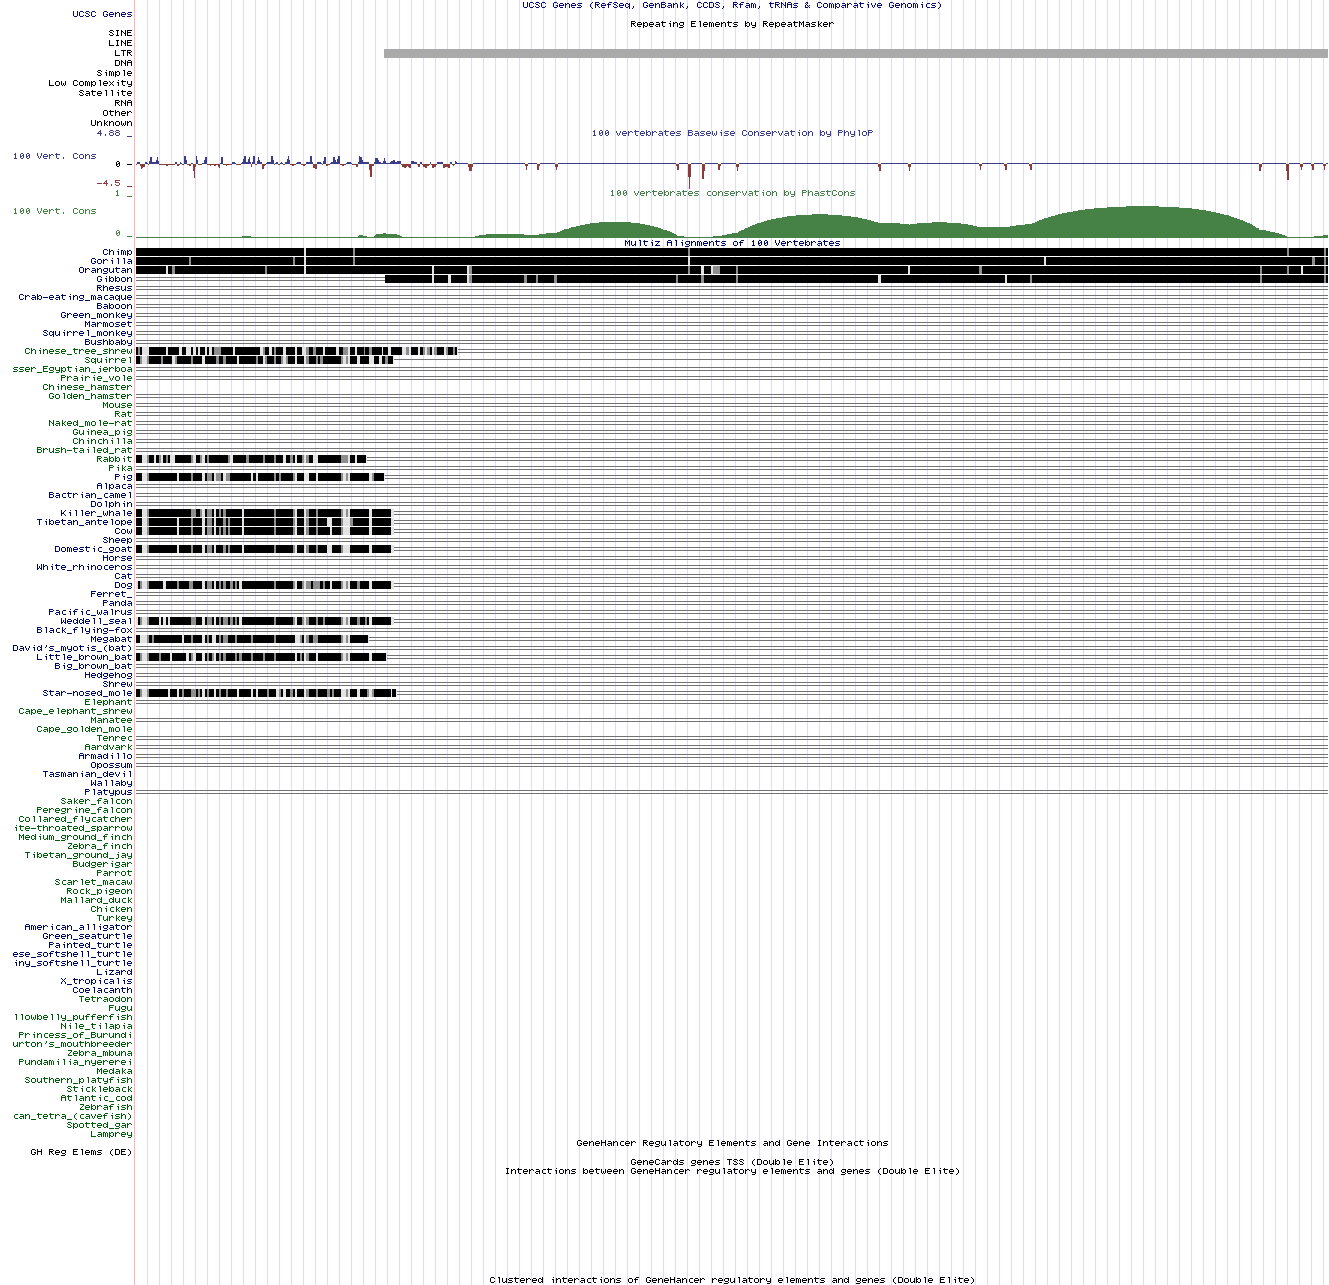 UCSC Genes (RefSeq, GenBank, CCDS, Rfam, tRNAs & Comparative Genomics)
UCSC Genes
Repeating Elements by RepeatMasker
SINE
LINE
LTR
DNA
Simple
Low Complexity
Satellite
RNA
Other
Unknown
4.88 _
100 vertebrates Basewise Conservation by PhyloP
100 Vert. Cons
0 _
-4.5 _
1 _
100 vertebrates conservation by PhastCons
100 Vert. Cons
0 _
Multiz Alignments of 100 Vertebrates
Chimp
Gorilla
Orangutan
Gibbon
Rhesus
Crab-eating_macaque
Baboon
Green_monkey
Marmoset
Squirrel_monkey
Bushbaby
Chinese_tree_shrew
Squirrel
sser_Egyptian_jerboa
Prairie_vole
Chinese_hamster
Golden_hamster
Mouse
Rat
Naked_mole-rat
Guinea_pig
Chinchilla
Brush-tailed_rat
Rabbit
Pika
Pig
Alpaca
Bactrian_camel
Dolphin
Killer_whale
Tibetan_antelope
Cow
Sheep
Domestic_goat
Horse
White_rhinoceros
Cat
Dog
Ferret_
Panda
Pacific_walrus
Weddell_seal
Black_flying-fox
Megabat
David's_myotis_(bat)
Little_brown_bat
Big_brown_bat
Hedgehog
Shrew
Star-nosed_mole
Elephant
Cape_elephant_shrew
Manatee
Cape_golden_mole
Tenrec
Aardvark
Armadillo
Opossum
Tasmanian_devil
Wallaby
Platypus
Saker_falcon
Peregrine_falcon
Collared_flycatcher
ite-throated_sparrow
Medium_ground_finch
Zebra_finch
Tibetan_ground_jay
Budgerigar
Parrot
Scarlet_macaw
Rock_pigeon
Mallard_duck
Chicken
Turkey
American_alligator
Green_seaturtle
Painted_turtle
ese_softshell_turtle
iny_softshell_turtle
Lizard
X_tropicalis
Coelacanth
Tetraodon
Fugu
llowbelly_pufferfish
Nile_tilapia
Princess_of_Burundi
urton's_mouthbreeder
Zebra_mbuna
Pundamilia_nyererei
Medaka
Southern_platyfish
Stickleback
Atlantic_cod
Zebrafish
can_tetra_(cavefish)
Spotted_gar
Lamprey
GeneHancer Regulatory Elements and Gene Interactions
GH Reg Elems (DE)
GeneCards genes TSS (Double Elite)
Interactions between GeneHancer regulatory elements and genes (Double Elite)
Clustered interactions of GeneHancer regulatory elements and genes (Double Elite)